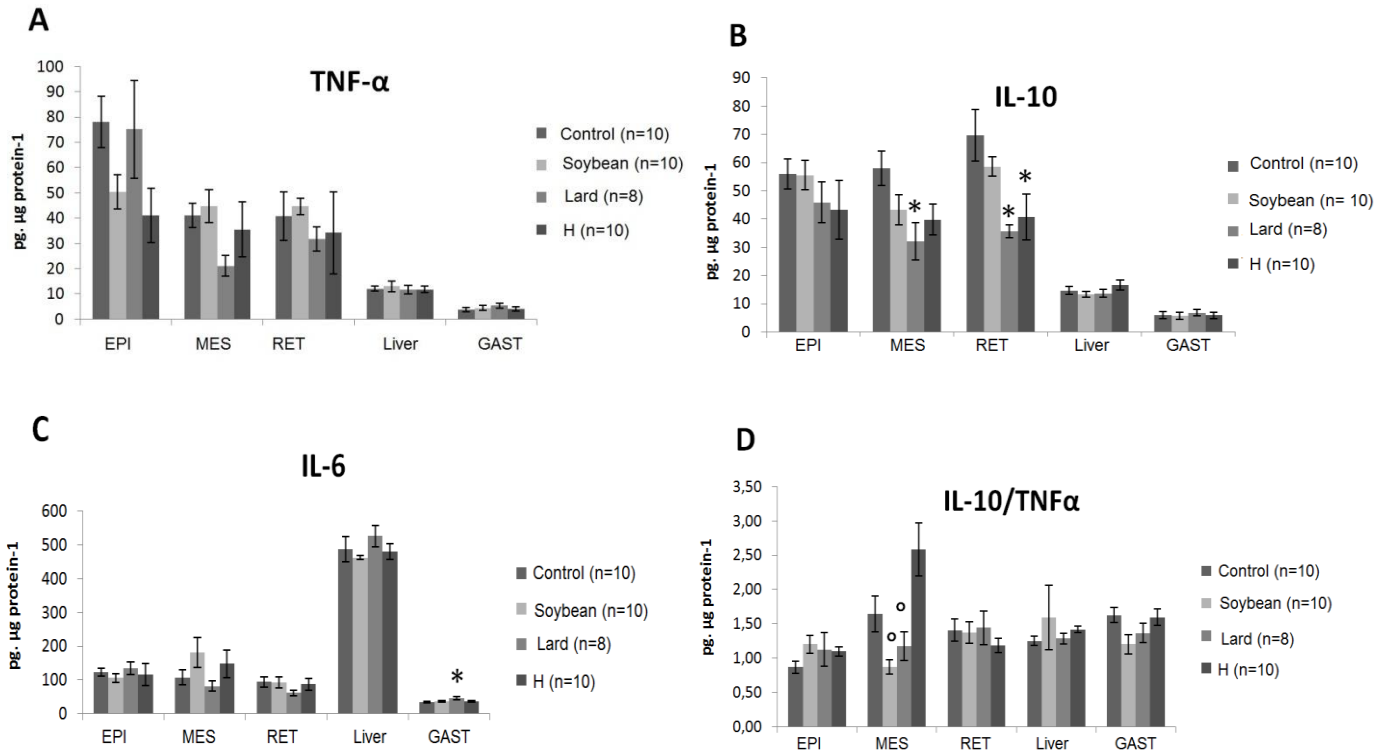 A
TNF-α
pg. µg protein-1
100
90
80
70
60
50
40
30
20
10
0
EPI MES RET Liver GAST
Control (n=10)
Soybean (n=10)
Lard (n=8)
H (n=10)
B
IL-10
pg. µg protein-1
90
80
70
60
50
40
30
20
10
0
* * *
EPI MES RET Liver GAST
Control (n=10)
Soybean (n= 10)
Lard (n=8)
H (n=10)
C
IL-6
pg. µg protein-1
600
500
400
300
200
100
0
*
EPI MES RET Liver GAST
Control (n=10)
Soybean (n=10)
Lard (n=8)
H (n=10)
D
IL-10/TNFα
pg. µg protein-1
3,50
3,00
2,50
2,00
1,50
1,00
0,50
0,00
o o
EPI MES RET Liver GAST
Control (n=10)
Soybean (n=10)
Lard (n=8)
H (n=10)